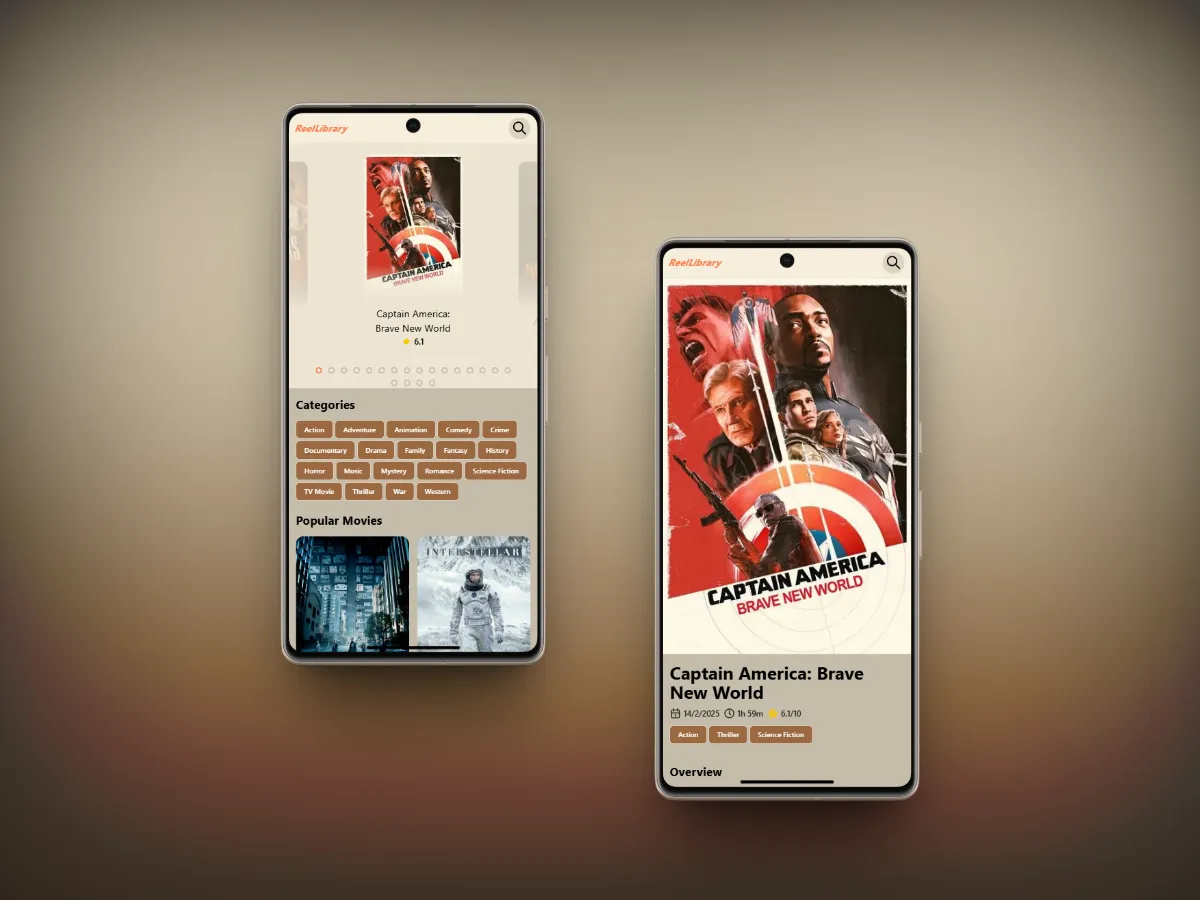 ReelLibrary
CAPTAIN AMERICA
BRAVE NEW WORLD
Captain America:
Brave New World
6.1
Categories
Action Adventure Animation Comedy Crime
Documentary Drama Family Fantasy History
Horror Music Mystery Romance Science Fiction
TV Movie Thriller War Western
Popular Movies
INTERSTELLAR
ReelLibrary
CAPTAIN AMERICA
BRAVE NEW WORLD
Captain America: Brave
New World
14/2/2025 1h 59m 6.1/10
Action Thriller Science Fiction
Overview